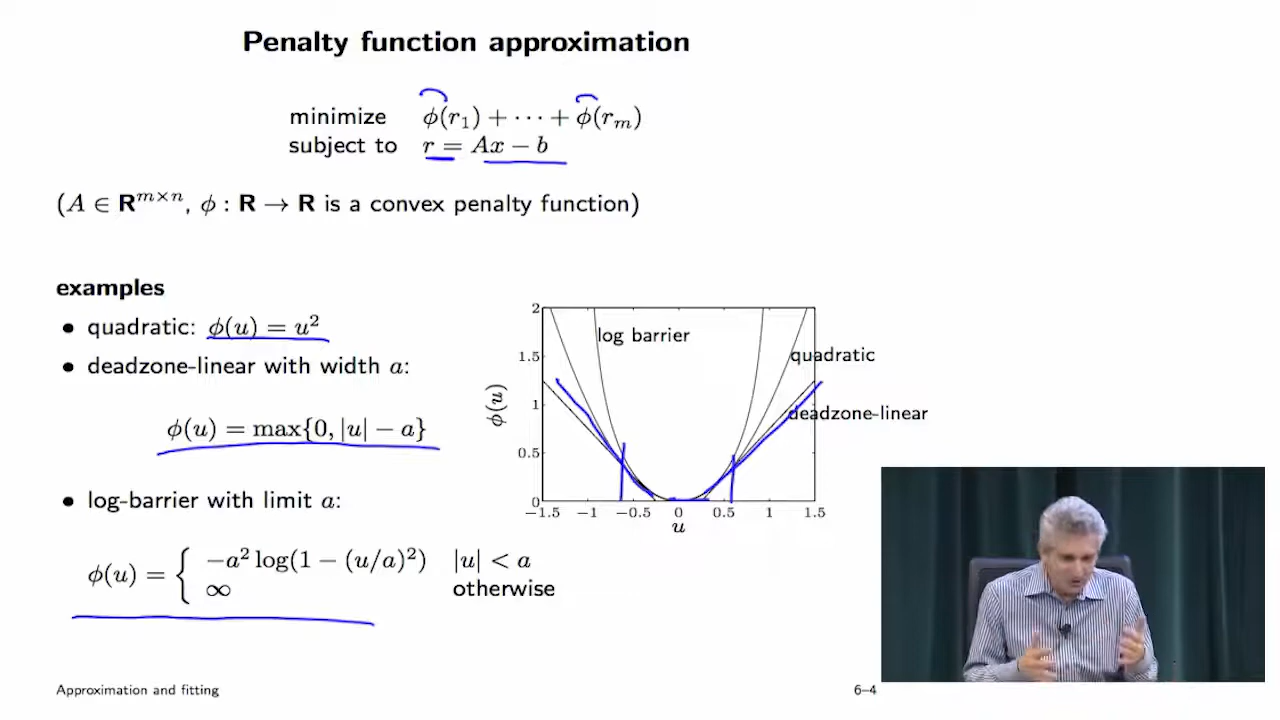 Penalty function approximation
minimize ϕ(r₁) + ⋯ + ϕ(rₘ)
subject to r = Ax − b
(A ∈ R^{m×n}, ϕ : R → R is a convex penalty function)
examples
• quadratic: ϕ(u) = u²
• deadzone-linear with width a:
ϕ(u) = max{0, |u| − a}
• log-barrier with limit a:
ϕ(u) = { −a² log(1 − (u/a)²) |u| < a
∞ otherwise
2
log barrier
1.5
quadratic
1
deadzone-linear
ϕ(u)
0.5
0
−1.5 −1 −0.5 0 0.5 1 1.5
u
Approximation and fitting 6–4